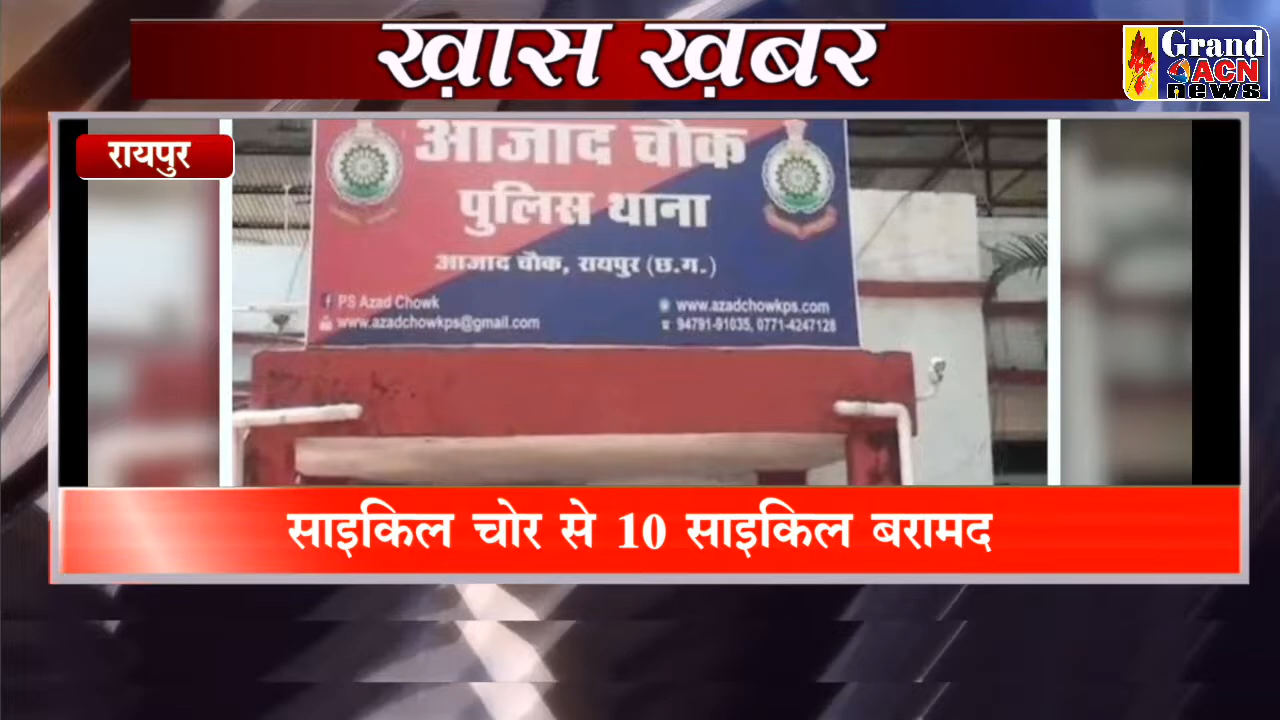 ख़ास ख़बर
Grand
ACN
news
रायपुर
आजाद चौक
पुलिस थाना
आजाद चौक, रायपुर (छ.ग.)
PS Azad Chowk
www.azadchowkps.com
www.azadchowkps@gmail.com
94791-91035, 0771-4247128
साइकिल चोर से 10 साइकिल बरामद